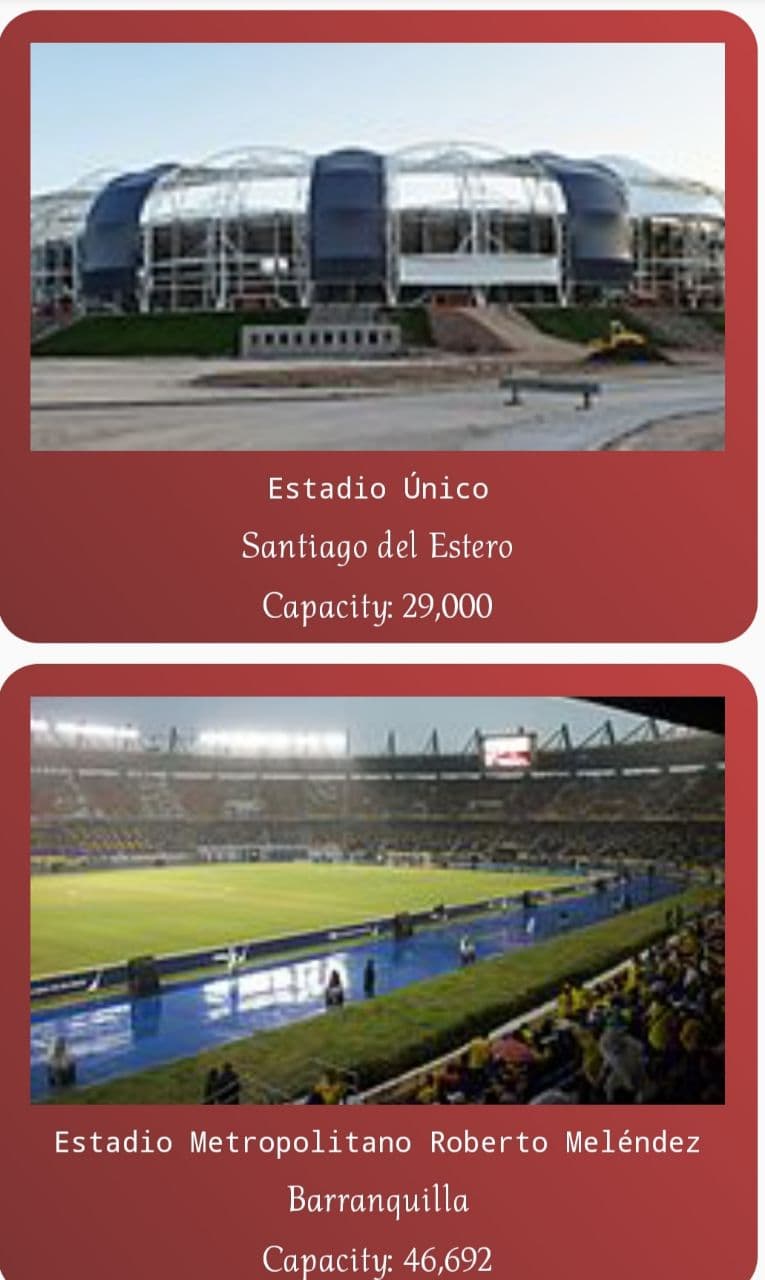 Estadio Único
Santiago del Estero
Capacity: 29,000
Estadio Metropolitano Roberto Meléndez
Barranquilla
Capacity: 46,692